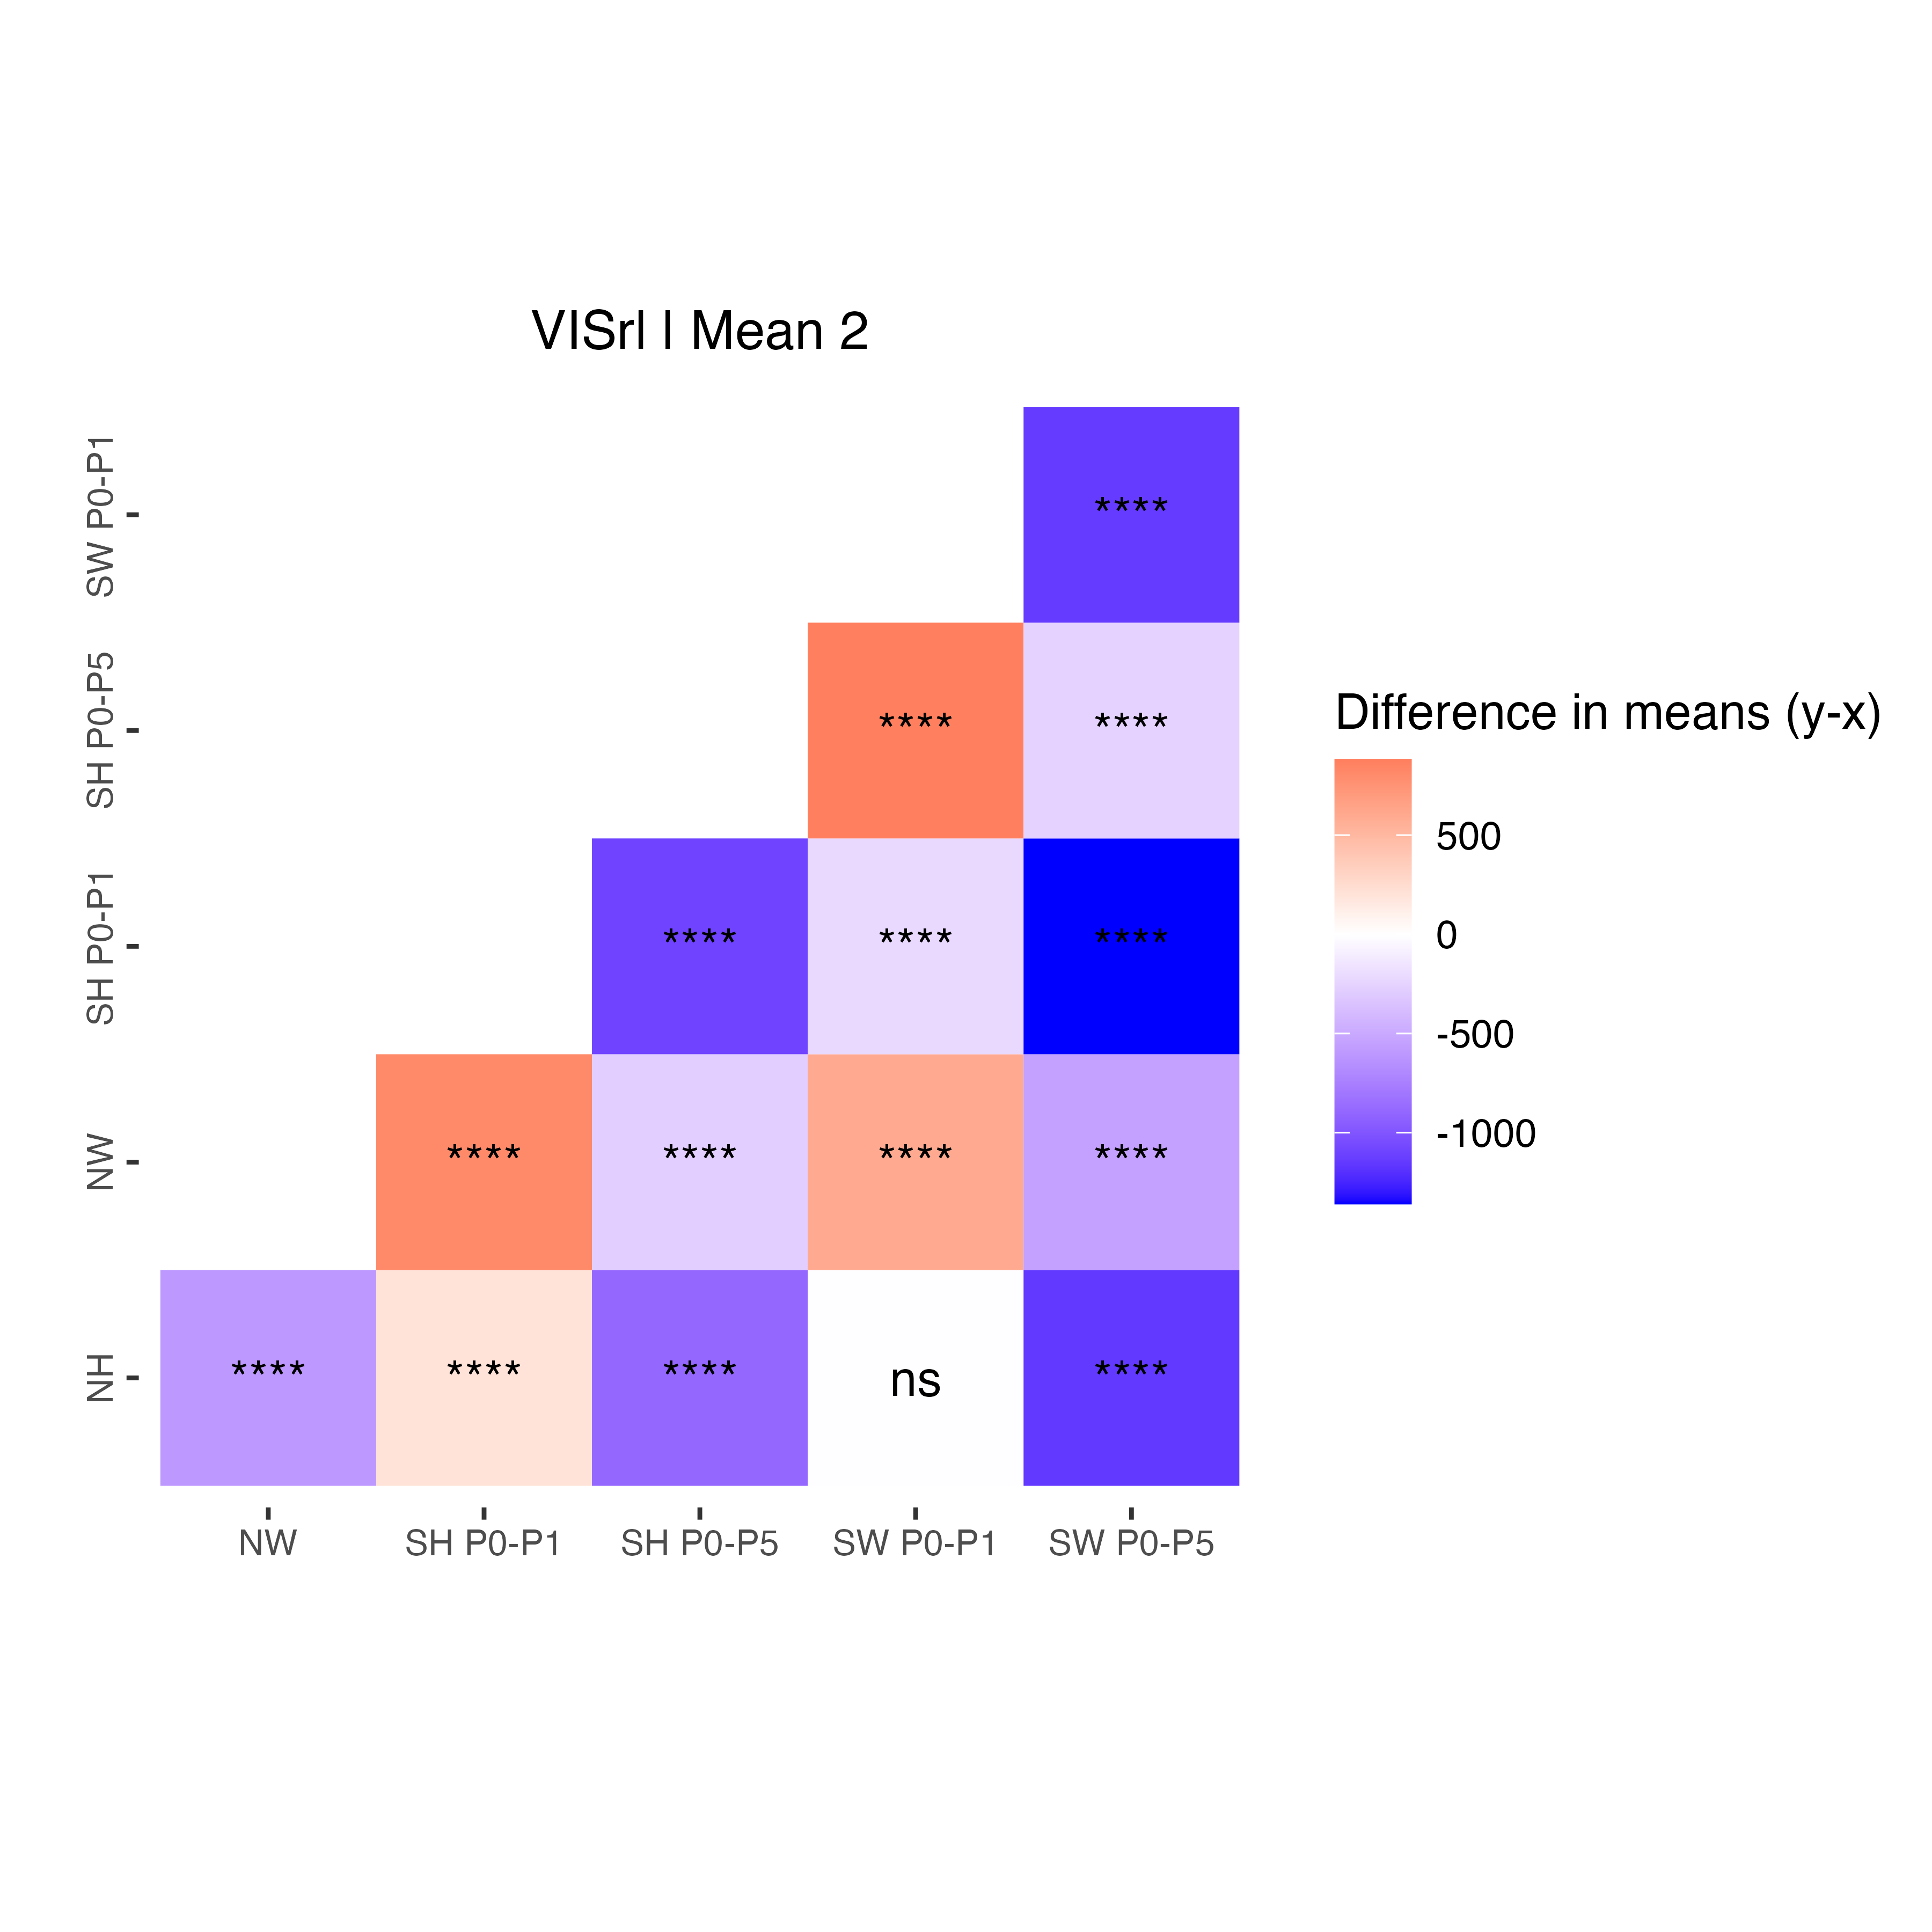 VISrl | Mean 2
SW P0-P1
****
SH P0-P5
**** ****
SH P0-P1
**** **** ****
NW
**** **** **** ****
NH
**** **** **** ns ****
NW SH P0-P1 SH P0-P5 SW P0-P1 SW P0-P5
Difference in means (y-x)
500
0
-500
-1000